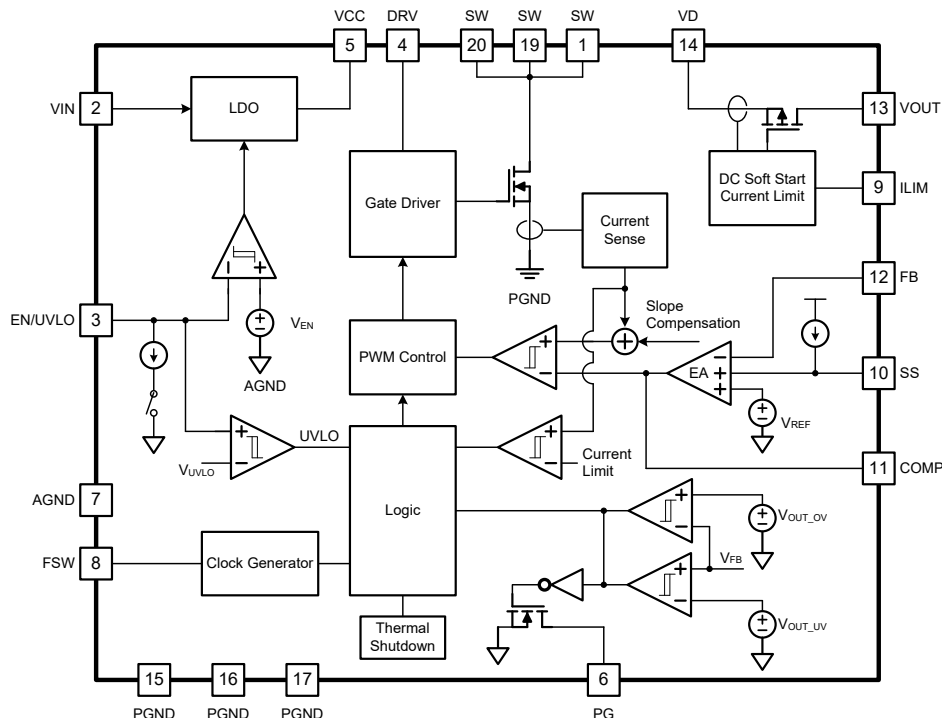 VCC DRV SW SW SW VD
5 4 20 19 1 14
VIN 2 LDO 13 VOUT
Gate Driver
DC Soft Start
Current Limit
9 ILIM
Current
Sense
12 FB
PGND
EN/UVLO 3
VEN
AGND
Slope
Compensation
PWM Control
EA
10 SS
VREF
UVLO
VUVLO
Current
Limit
11 COMP
AGND 7
Logic
VOUT_OV
VFB
FSW 8 Clock Generator
VOUT_UV
Thermal
Shutdown
15 16 17 6
PGND PGND PGND PG